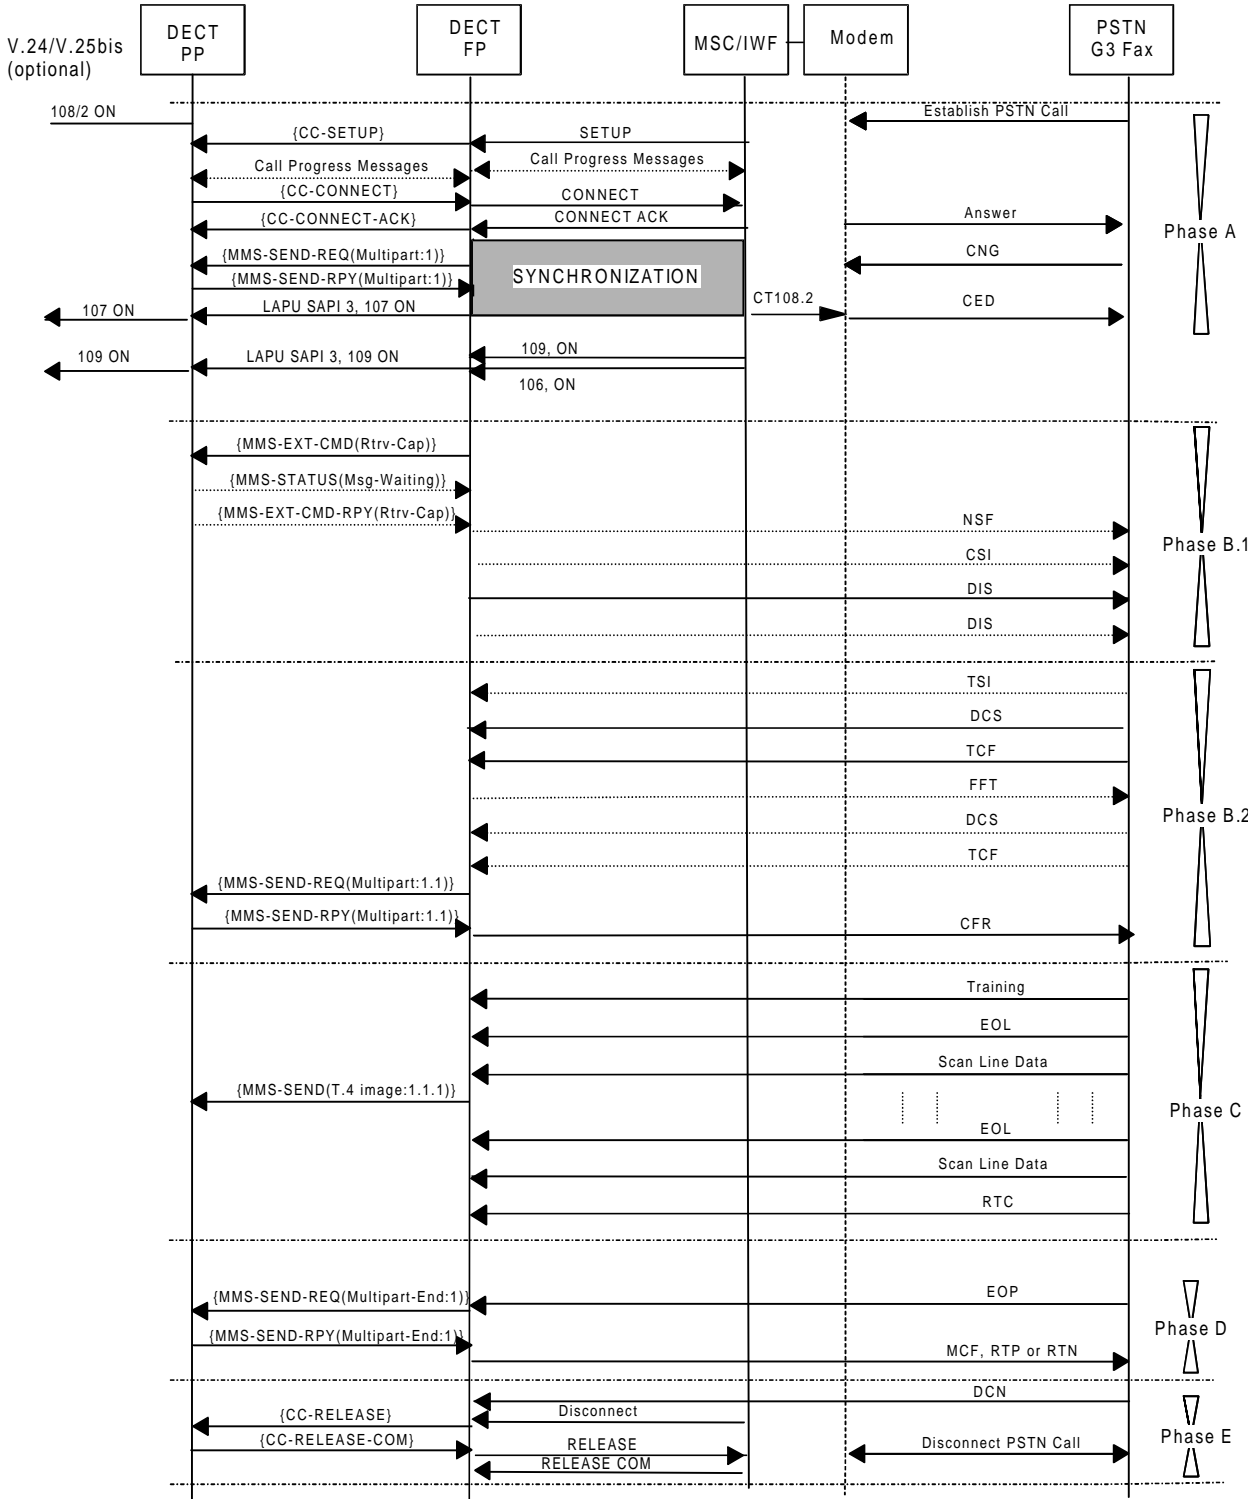 V.24/V.25bis
(optional)
DECT
PP
DECT
FP
MSC/IWF
Modem
PSTN
G3 Fax
108/2 ON
Establish PSTN Call
{CC-SETUP}
SETUP
Call Progress Messages
Call Progress Messages
{CC-CONNECT}
CONNECT
{CC-CONNECT-ACK}
CONNECT ACK
Answer
Phase A
{MMS-SEND-REQ(Multipart:1)}
CNG
{MMS-SEND-RPY(Multipart:1)}
SYNCHRONIZATION
107 ON
LAPU SAPI 3, 107 ON
CT108.2
CED
109 ON
LAPU SAPI 3, 109 ON
109, ON
106, ON
{MMS-EXT-CMD(Rtrv-Cap)}
{MMS-STATUS(Msg-Waiting)}
{MMS-EXT-CMD-RPY(Rtrv-Cap)}
NSF
Phase B.1
CSI
DIS
DIS
TSI
DCS
TCF
FFT
Phase B.2
DCS
TCF
{MMS-SEND-REQ(Multipart:1.1)}
{MMS-SEND-RPY(Multipart:1.1)}
CFR
Training
EOL
Scan Line Data
{MMS-SEND(T.4 image:1.1.1)}
Phase C
EOL
Scan Line Data
RTC
{MMS-SEND-REQ(Multipart-End:1)}
EOP
{MMS-SEND-RPY(Multipart-End:1)}
Phase D
MCF, RTP or RTN
DCN
{CC-RELEASE}
Disconnect
Phase E
{CC-RELEASE-COM}
RELEASE
Disconnect PSTN Call
RELEASE COM